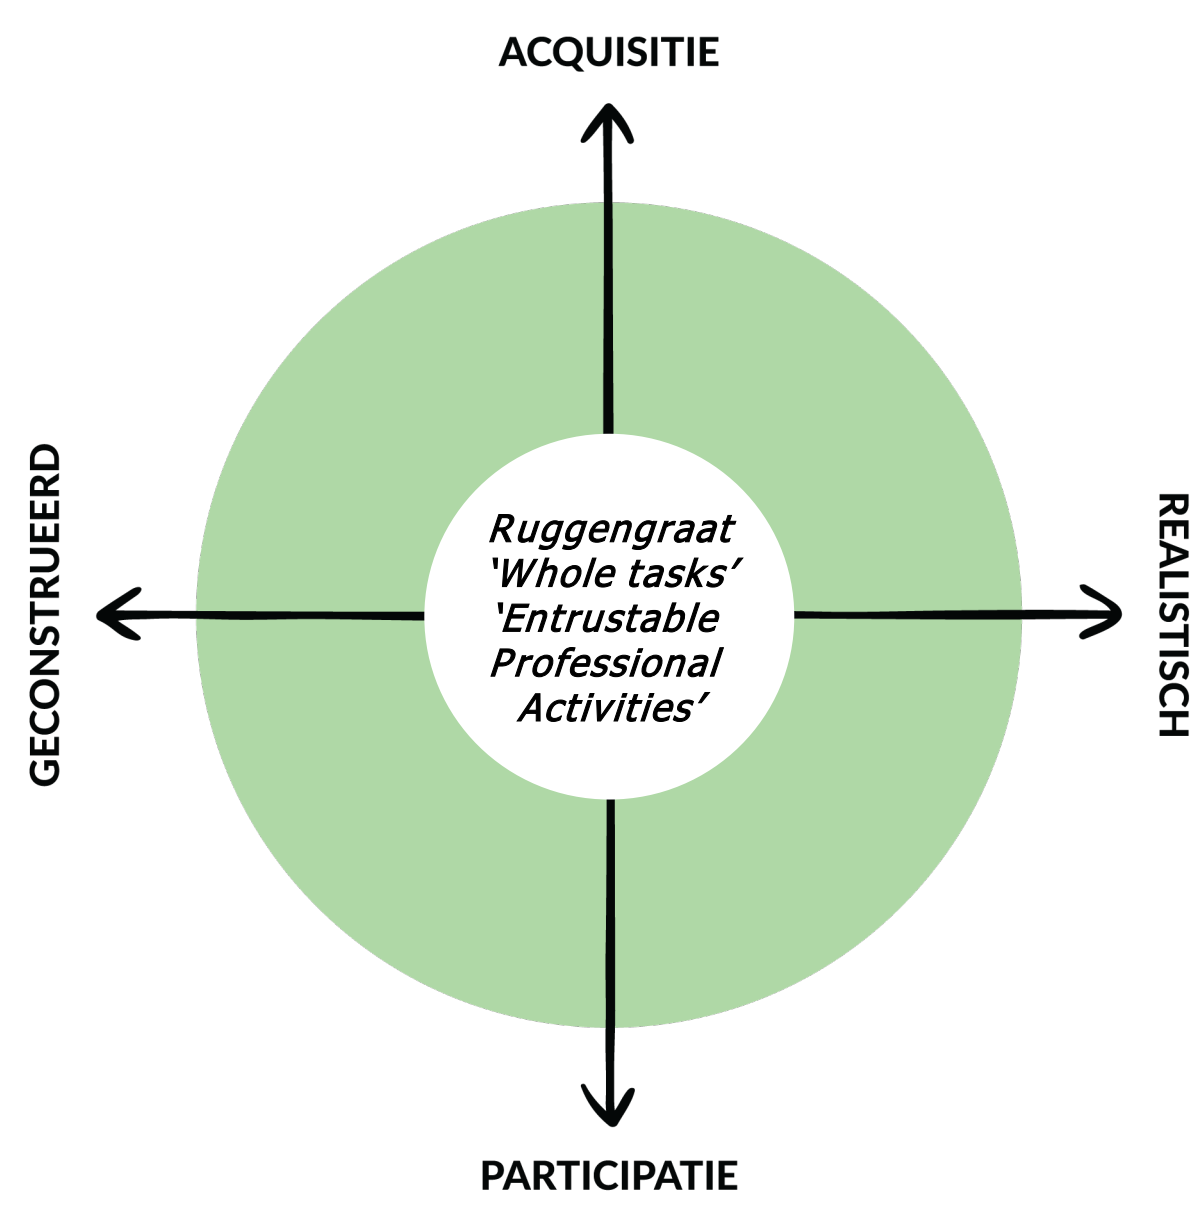 ACQUISITIE
GECONSTRUEERD
Ruggengraat
‘Whole tasks’
‘Entrustable
Professional
Activities’
REALISTISCH
PARTICIPATIE